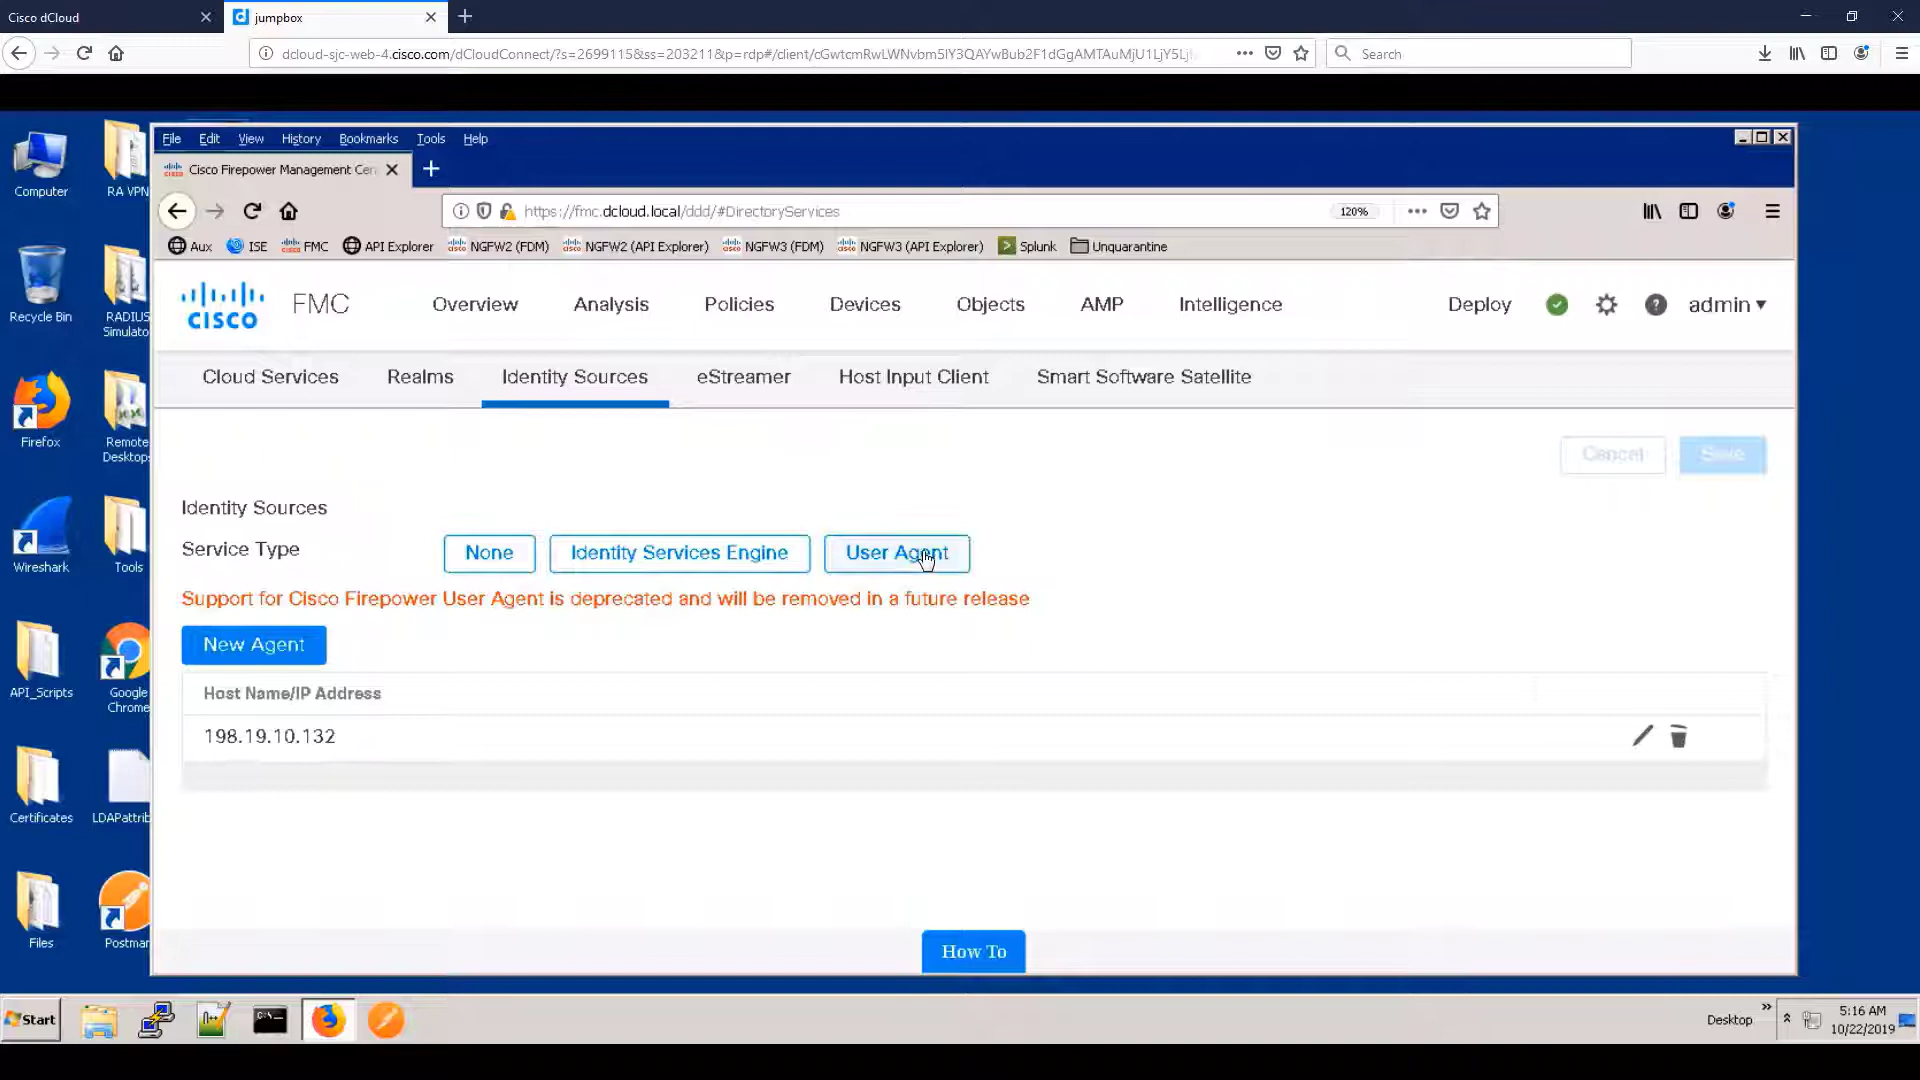 Cisco dCloud
jumpbox
dcloud-sjc-web-4.cisco.com/dCloudConnect/?s=2699115&ss=203211&p=rdp#/client/
Search
File Edit View History Bookmarks Tools Help
Cisco Firepower Management Cen
https://fmc.dcloud.local/ddd/#DirectoryServices
120%
Aux ISE FMC API Explorer NGFW2 (FDM) NGFW2 (API Explorer) NGFW3 (FDM) NGFW3 (API Explorer) Splunk Unquarantine
CISCO
FMC Overview Analysis Policies Devices Objects AMP Intelligence Deploy admin
Cloud Services Realms Identity Sources eStreamer Host Input Client Smart Software Satellite
Cancel Save
Identity Sources
Service Type None Identity Services Engine User Agent
Support for Cisco Firepower User Agent is deprecated and will be removed in a future release
New Agent
Host Name/IP Address
198.19.10.132
How To
Computer
RA VPN
Recycle Bin
RADIUS
Simulato
Firefox
Remote
Desktop
Wireshark
Tools
API_Scripts
Google
Chrome
Certificates
LDAPattrib
Files
Postman
Start
Desktop
5:16 AM
10/22/2019